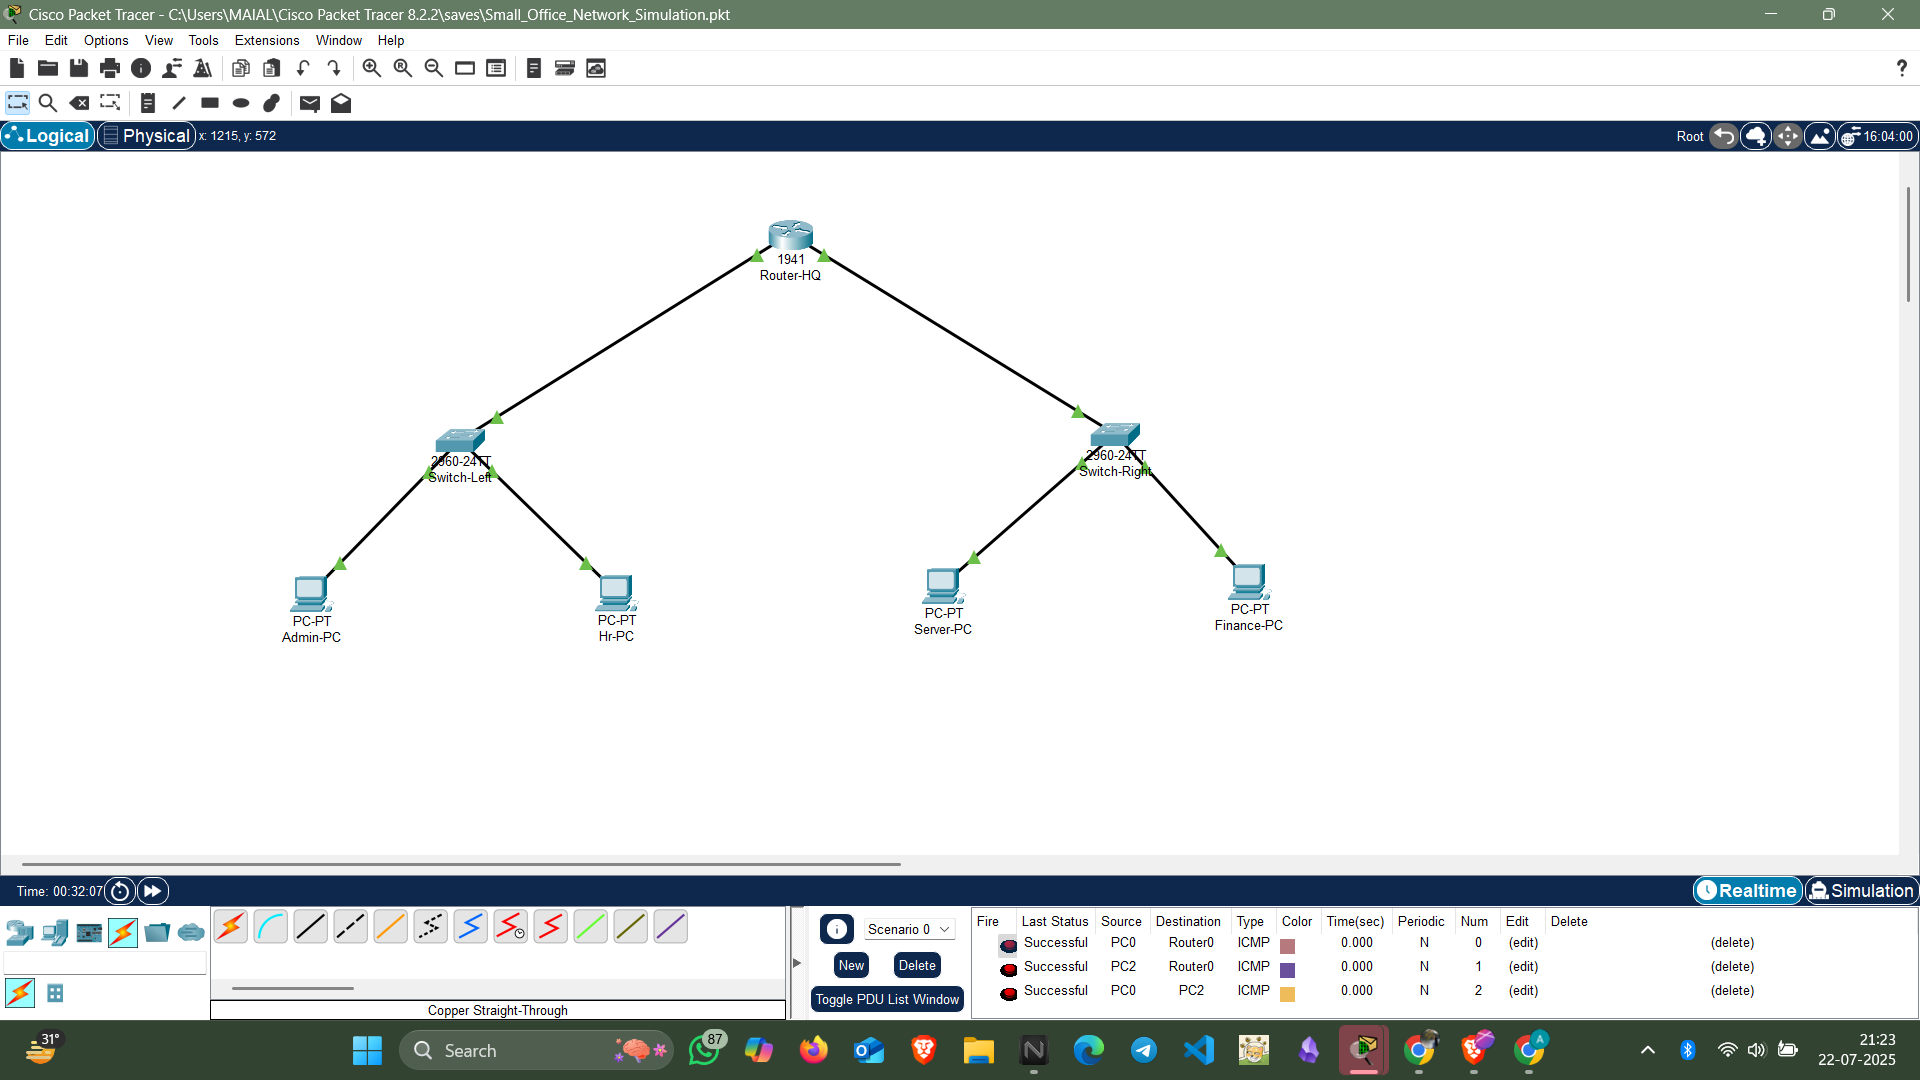 Cisco Packet Tracer - C:\Users\MAIAL\Cisco Packet Tracer 8.2.2\saves\Small_Office_Network_Simulation.pkt
File Edit Options View Tools Extensions Window Help
?
Logical Physical x: 1215, y: 572 Root 16:04:00
1941
Router-HQ
2960-24TT
Switch-Left
2960-24TT
Switch-Right
PC-PT
Admin-PC
PC-PT
Hr-PC
PC-PT
Server-PC
PC-PT
Finance-PC
Time: 00:32:07 Realtime Simulation
Scenario 0
New Delete
Toggle PDU List Window
Copper Straight-Through
Fire Last Status Source Destination Type Color Time(sec) Periodic Num Edit Delete
Successful PC0 Router0 ICMP 0.000 N 0 (edit) (delete)
Successful PC2 Router0 ICMP 0.000 N 1 (edit) (delete)
Successful PC0 PC2 ICMP 0.000 N 2 (edit) (delete)
31°
Search
87
A
21:23
22-07-2025